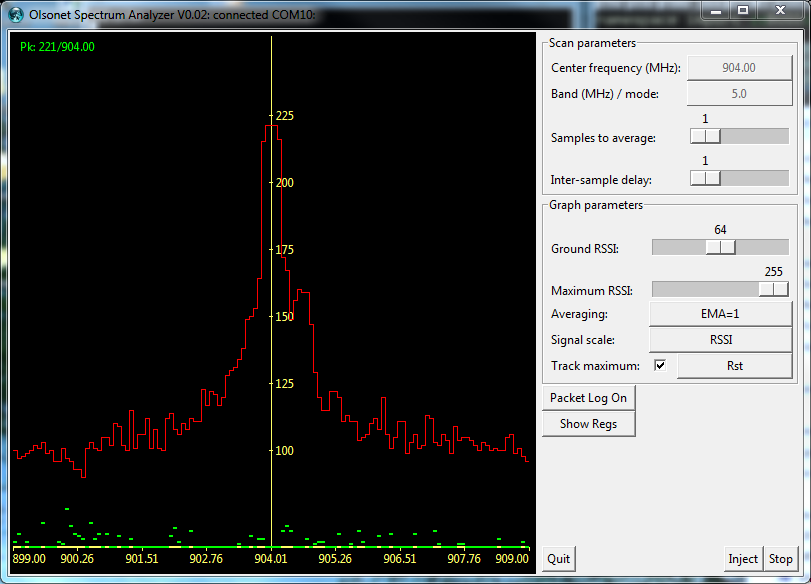 Olsonet Spectrum Analyzer V0.02: connected COM10:
Pk: 221/904.00
225
200
175
150
125
100
899.00 900.26 901.51 902.76 904.01 905.26 906.51 907.76 909.00
Scan parameters
Center frequency (MHz): 904.00
Band (MHz) / mode: 5.0
1
Samples to average:
1
Inter-sample delay:
Graph parameters
64
Ground RSSI:
255
Maximum RSSI:
Averaging: EMA=1
Signal scale: RSSI
Track maximum: Rst
Packet Log On
Show Regs
Quit Inject Stop